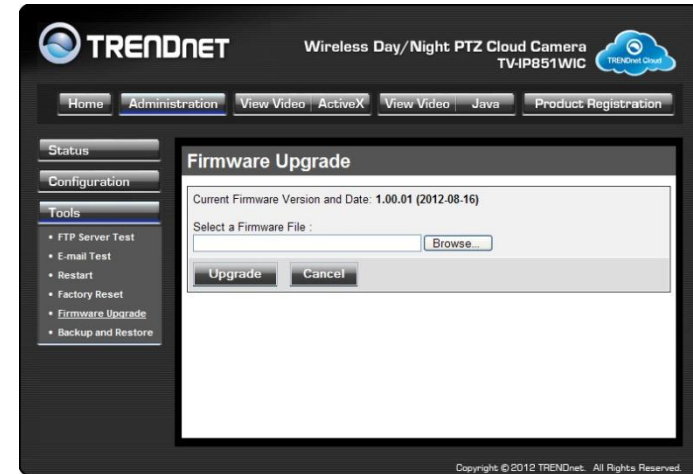 TRENDNET
Wireless Day/Night PTZ Cloud Camera
TV-IP851WIC
TRENDnet Cloud
Home Administration View Video | ActiveX View Video | Java Product Registration
Status
Configuration
Tools
• FTP Server Test
• E-mail Test
• Restart
• Factory Reset
• Firmware Upgrade
• Backup and Restore
Firmware Upgrade
Current Firmware Version and Date: 1.00.01 (2012-08-16)
Select a Firmware File :
Browse...
Upgrade Cancel
Copyright © 2012 TRENDnet. All Rights Reserved.